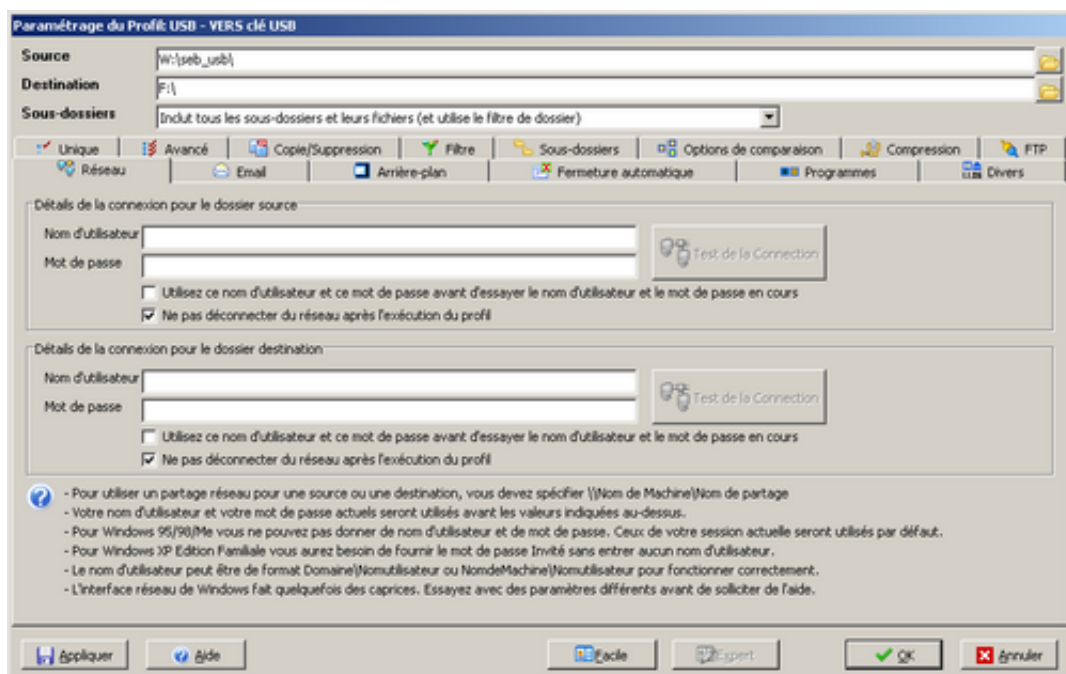 Paramétrage du Profil: USB - VERS clé USB
Source W:\seb_usb\
Destination F:\
Sous-dossiers Inclut tous les sous-dossiers et leurs fichiers (et utilise le filtre de dossier)
Unique Avancé Copie/Suppression Filtre Sous-dossiers Options de comparaison Compression FTP
Réseau Email Arrière-plan Fermeture automatique Programmes Divers
Détails de la connexion pour le dossier source
Nom d'utilisateur
Test de la Connection
Mot de passe
Utilisez ce nom d'utilisateur et ce mot de passe avant d'essayer le nom d'utilisateur et le mot de passe en cours
Ne pas déconnecter du réseau après l'exécution du profil
Détails de la connexion pour le dossier destination
Nom d'utilisateur
Test de la Connection
Mot de passe
Utilisez ce nom d'utilisateur et ce mot de passe avant d'essayer le nom d'utilisateur et le mot de passe en cours
Ne pas déconnecter du réseau après l'exécution du profil
- Pour utiliser un partage réseau pour une source ou une destination, vous devez spécifier \\Nom de Machine\Nom de partage
- Votre nom d'utilisateur et votre mot de passe actuels seront utilisés avant les valeurs indiquées au-dessus.
- Pour Windows 95/98/Me vous ne pouvez pas donner de nom d'utilisateur et de mot de passe. Ceux de votre session actuelle seront utilisés par défaut.
- Pour Windows XP Edition Familiale vous aurez besoin de fournir le mot de passe Invité sans entrer aucun nom d'utilisateur.
- Le nom d'utilisateur peut être de format Domaine\Nomutilisateur ou NomdeMachine\Nomutilisateur pour fonctionner correctement.
- L'interface réseau de Windows fait quelquefois des caprices. Essayez avec des paramètres différents avant de solliciter de l'aide.
Appliquer Aide Facile Expert OK Annuler